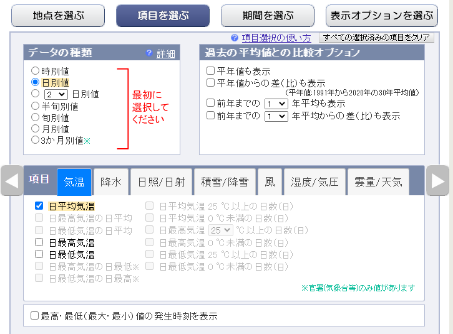 地点を選ぶ 項目を選ぶ 期間を選ぶ 表示オプションを選ぶ
項目選択の使い方 すべての選択済みの項目をクリア
データの種類 詳細
時別値
日別値
2 日別値
半旬別値
旬別値
月別値
3か月別値※
最初に
選択して
ください
過去の平均値との比較オプション
平年値も表示
平年値からの差(比)も表示
(平年値:1991年から2020年の30年平均値)
前年までの 1 年平均も表示
前年までの 1 年平均からの差(比)も表示
項目 気温 降水 日照/日射 積雪/降雪 風 湿度/気圧 雲量/天気
日平均気温 日平均気温 25 ℃以上の日数(日)
日最高気温の日平均 日平均気温 0 ℃未満の日数(日)
日最低気温の日平均 日最高気温 25 ℃以上の日数(日)
日最高気温 日最高気温 0 ℃未満の日数(日)
日最低気温 日最低気温 25 ℃以上の日数(日)
日最高気温の日最低※ 日最低気温 0 ℃未満の日数(日)
日最低気温の日最高※
※官署(気象台等)のみ値があります
最高・最低(最大・最小)値の発生時刻を表示